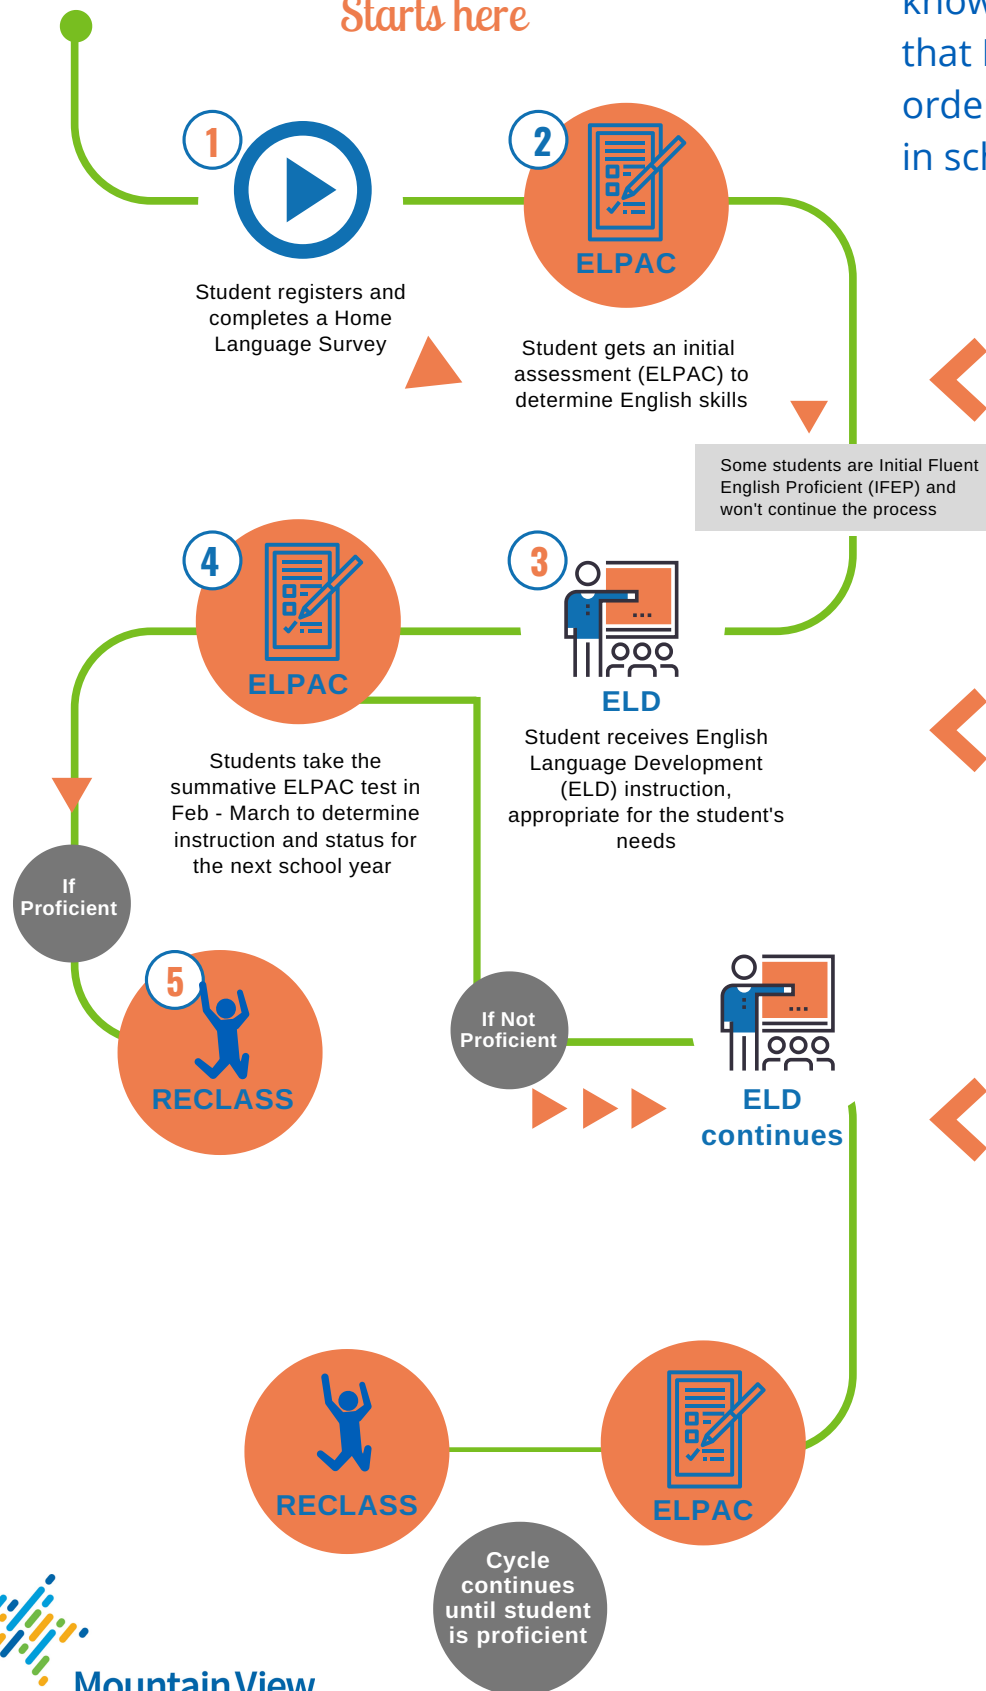 Starts here
that
in
1
2
ELPAC
Student registers and
completes a Home
Language Survey
Student gets an initial
assessment (ELPAC) to
determine English skills
Some students are Initial Fluent
English Proficient (IFEP) and
won't continue the process
4
3
ELPAC
ELD
Student receives English
Language Development
(ELD) instruction,
appropriate for the student's
needs
Students take the
summative ELPAC test in
Feb - March to determine
instruction and status for
the next school year
If
Proficient
5
RECLASS
If Not
Proficient
ELD
continues
RECLASS
ELPAC
Cycle
continues
until student
is proficient
Mountain View